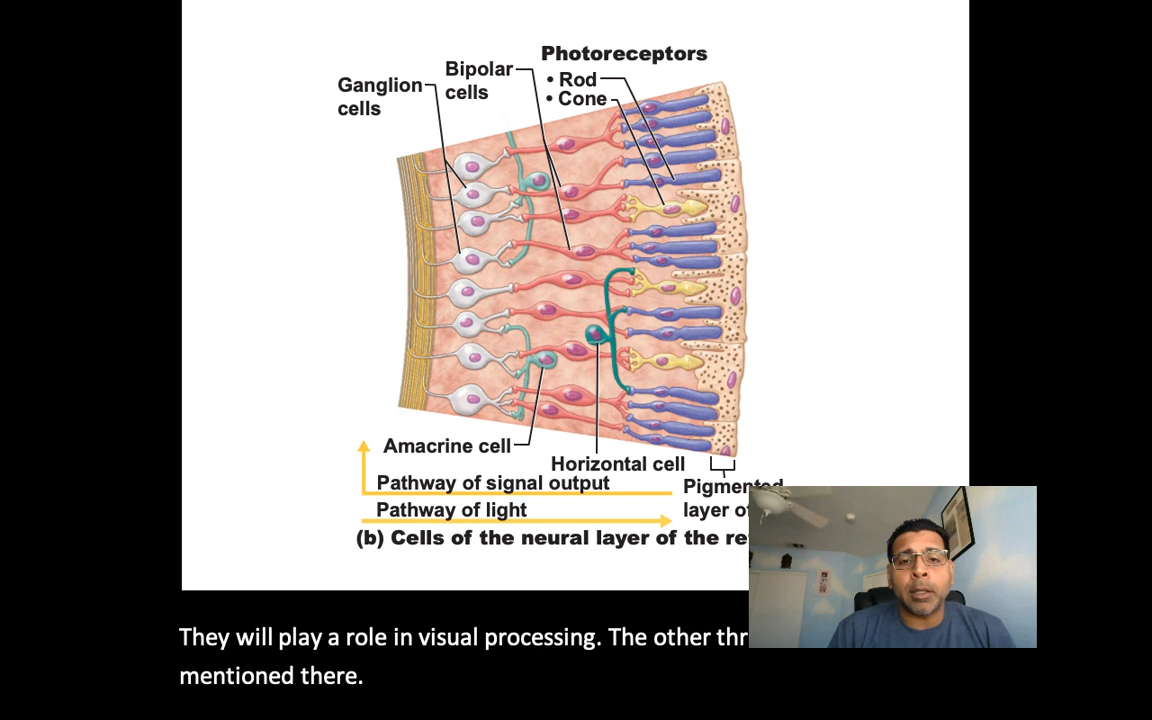 Photoreceptors
• Rod
• Cone
Bipolar
cells
Ganglion
cells
Amacrine cell
Horizontal cell
Pathway of signal output
Pigmented
layer of
Pathway of light
(b) Cells of the neural layer of the
They will play a role in visual processing. The other
mentioned there.